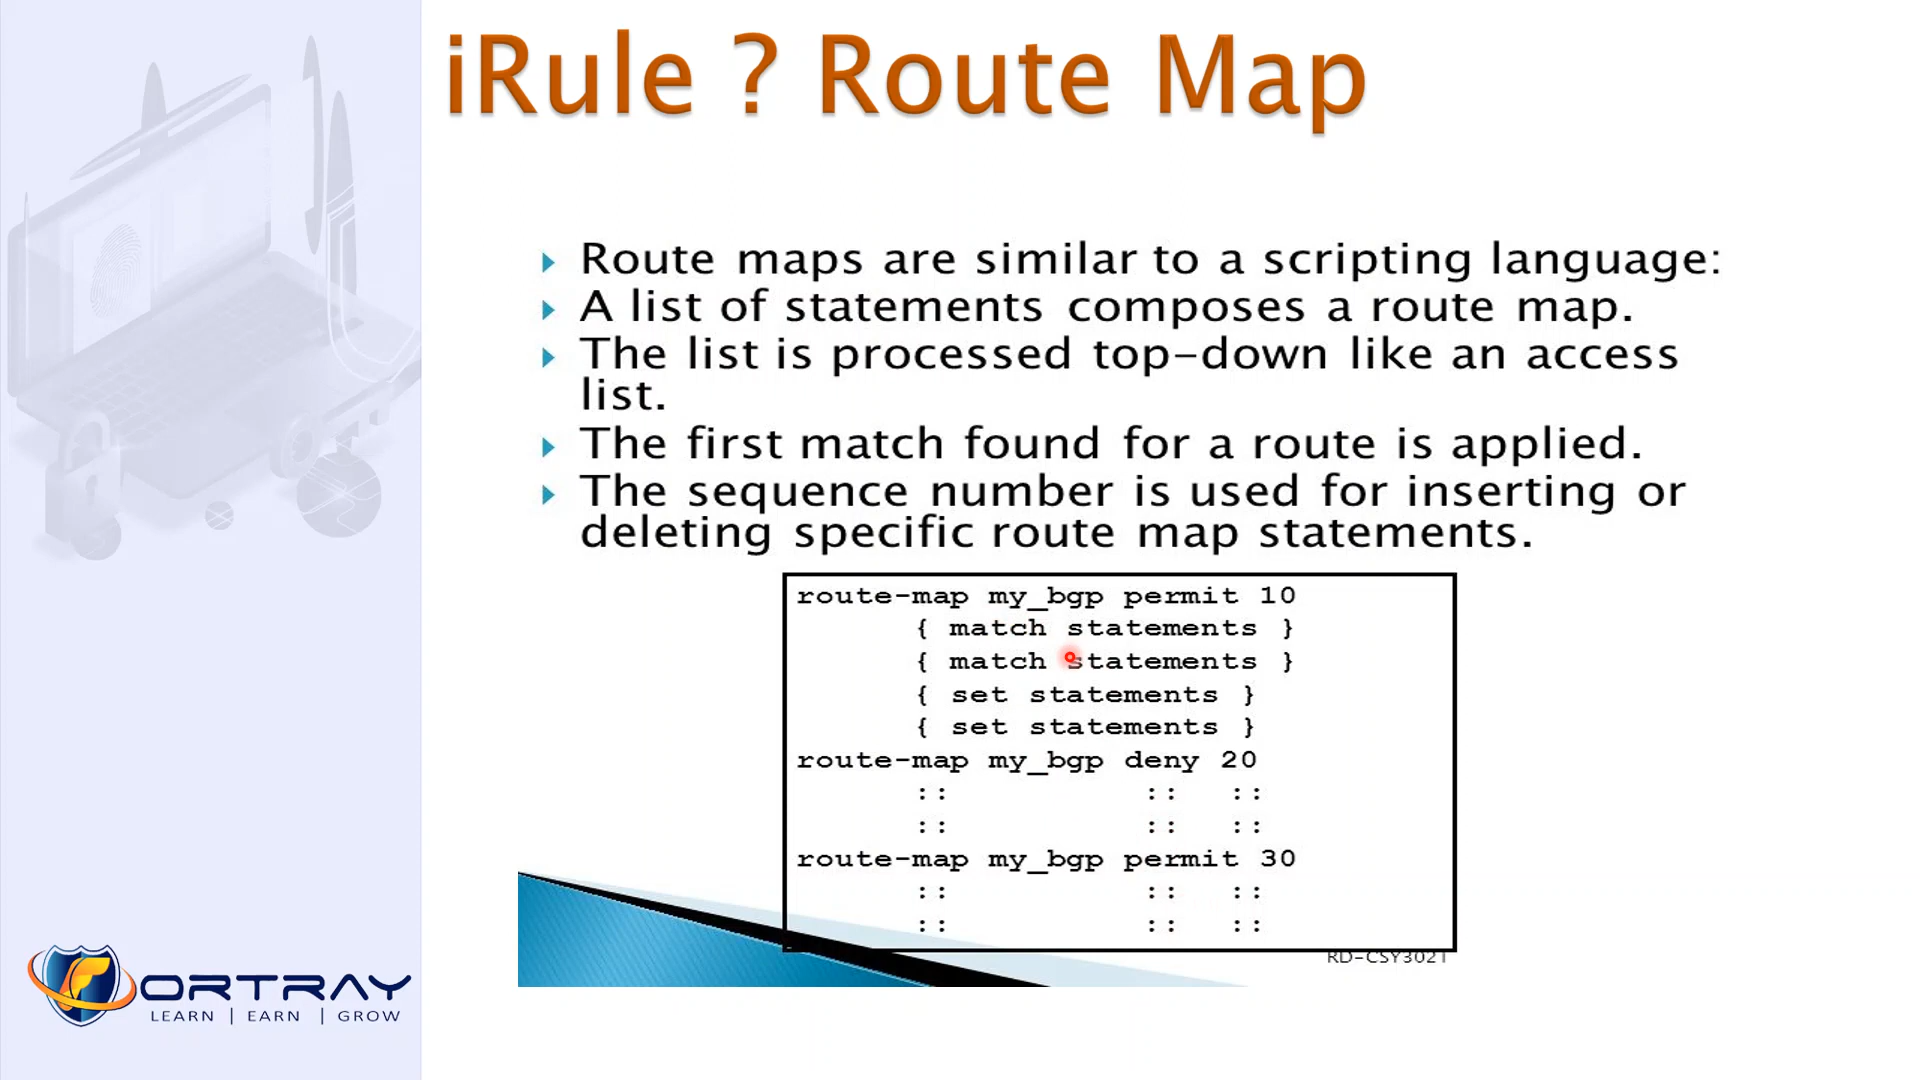 iRule ? Route Map
Route maps are similar to a scripting language:
A list of statements composes a route map.
The list is processed top-down like an access
list.
The first match found for a route is applied.
The sequence number is used for inserting or
deleting specific route map statements.
route-map my_bgp permit 10
{ match statements }
{ match statements }
{ set statements }
{ set statements }
route-map my_bgp deny 20
:: :: ::
:: :: ::
route-map my_bgp permit 30
:: :: ::
:: :: ::
RD-CSY3021
FORTRAY
LEARN | EARN | GROW